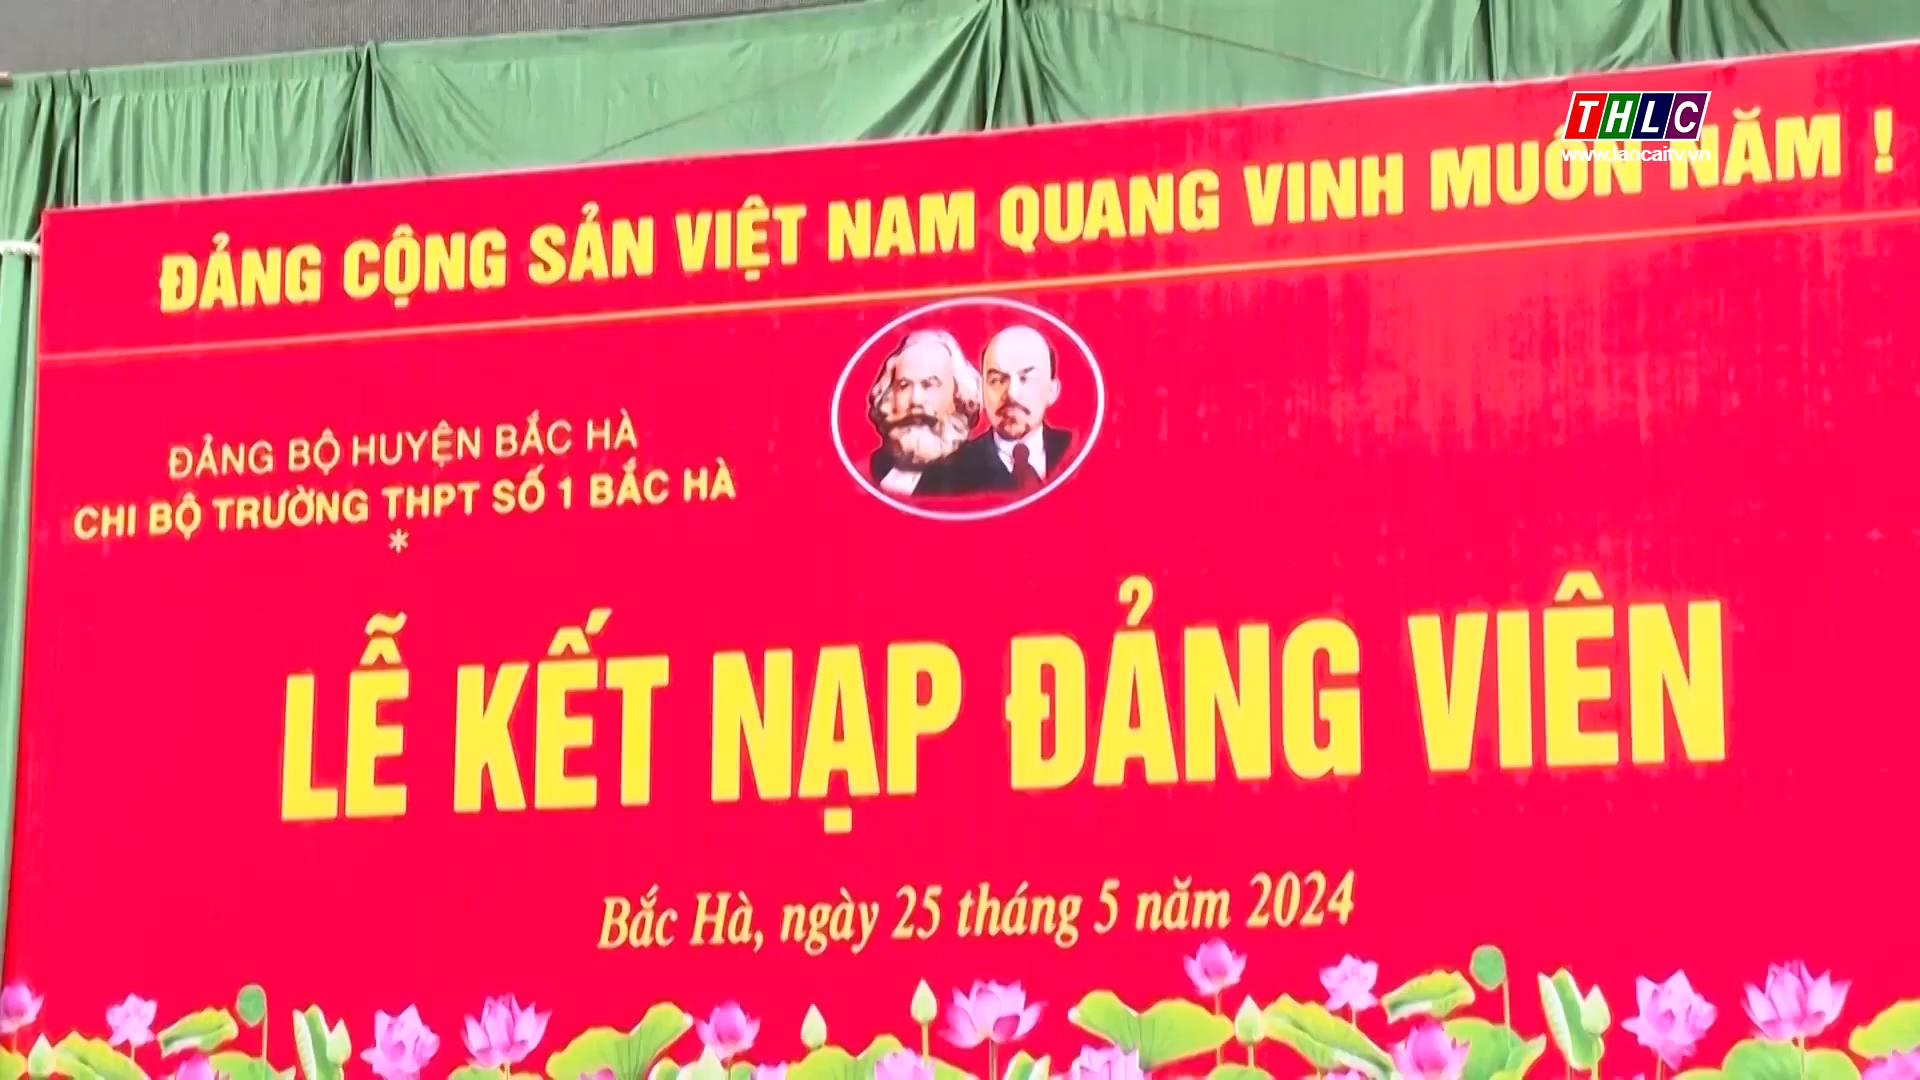 THLC
www.laocaitv.vn
ĐẢNG CỘNG SẢN VIỆT NAM QUANG VINH MUÔN NĂM !
ĐẢNG BỘ HUYỆN BẮC HÀ
CHI BỘ TRƯỜNG THPT SỐ 1 BẮC HÀ
*
LỄ KẾT NẠP ĐẢNG VIÊN
Bắc Hà, ngày 25 tháng 5 năm 2024